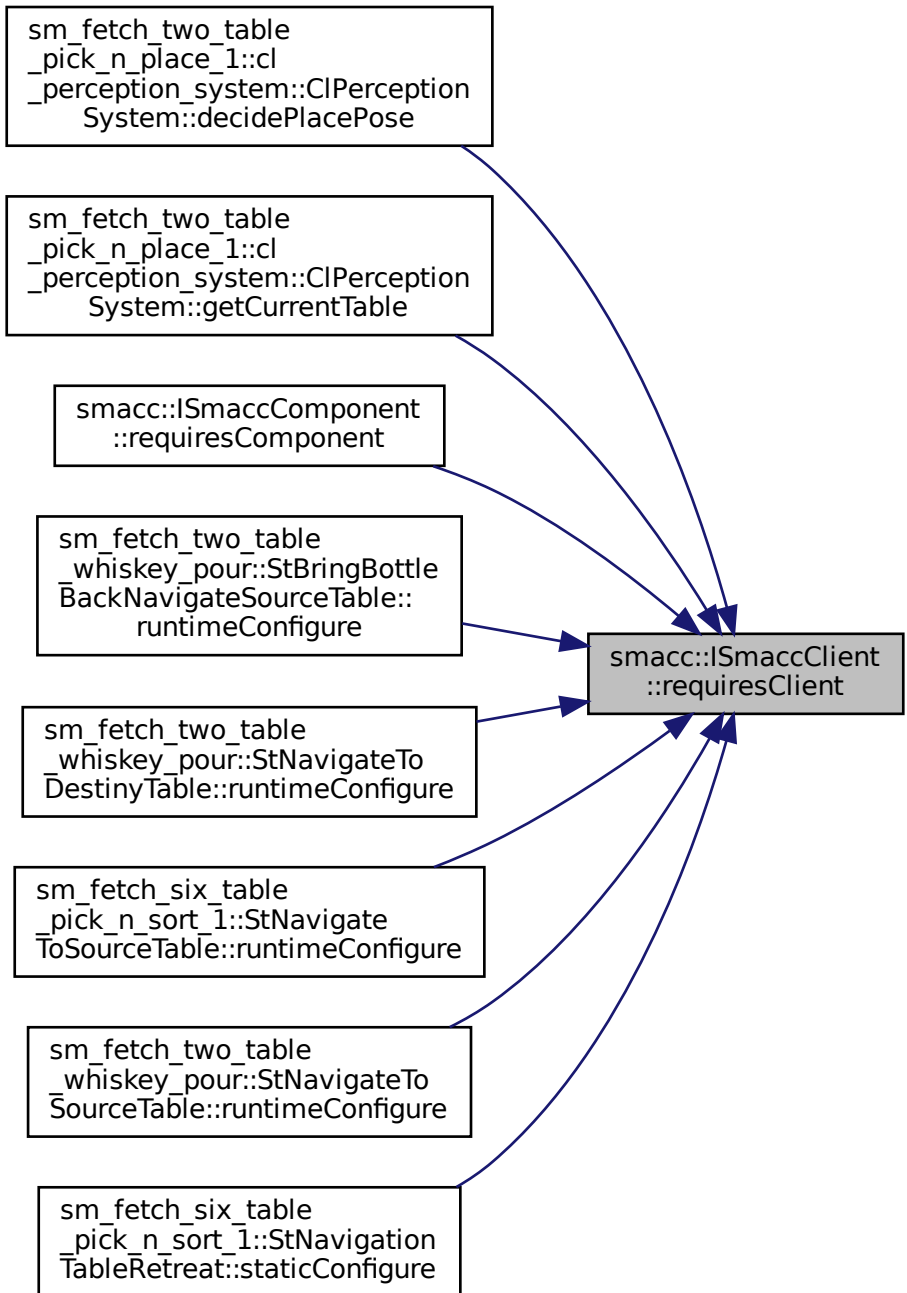 sm_fetch_two_table
_pick_n_place_1::cl
_perception_system::ClPerception
System::decidePlacePose
sm_fetch_two_table
_pick_n_place_1::cl
_perception_system::ClPerception
System::getCurrentTable
smacc::ISmaccComponent
::requiresComponent
sm_fetch_two_table
_whiskey_pour::StBringBottle
BackNavigateSourceTable::
runtimeConfigure
smacc::ISmaccClient
::requiresClient
sm_fetch_two_table
_whiskey_pour::StNavigateTo
DestinyTable::runtimeConfigure
sm_fetch_six_table
_pick_n_sort_1::StNavigate
ToSourceTable::runtimeConfigure
sm_fetch_two_table
_whiskey_pour::StNavigateTo
SourceTable::runtimeConfigure
sm_fetch_six_table
_pick_n_sort_1::StNavigation
TableRetreat::staticConfigure